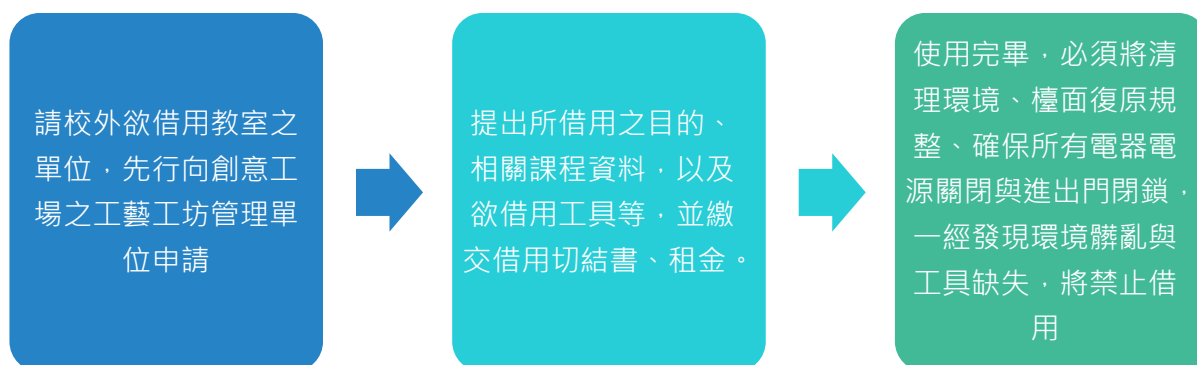 請校外欲借用教室之
單位，先行向創意工
場之工藝工坊管理單
位申請
提出所借用之目的、
相關課程資料，以及
欲借用工具等，並繳
交借用切結書、租金。
使用完畢，必須將清
理環境、檯面復原規
整、確保所有電器電
源關閉與進出門閉鎖，
一經發現環境髒亂與
工具缺失，將禁止借
用